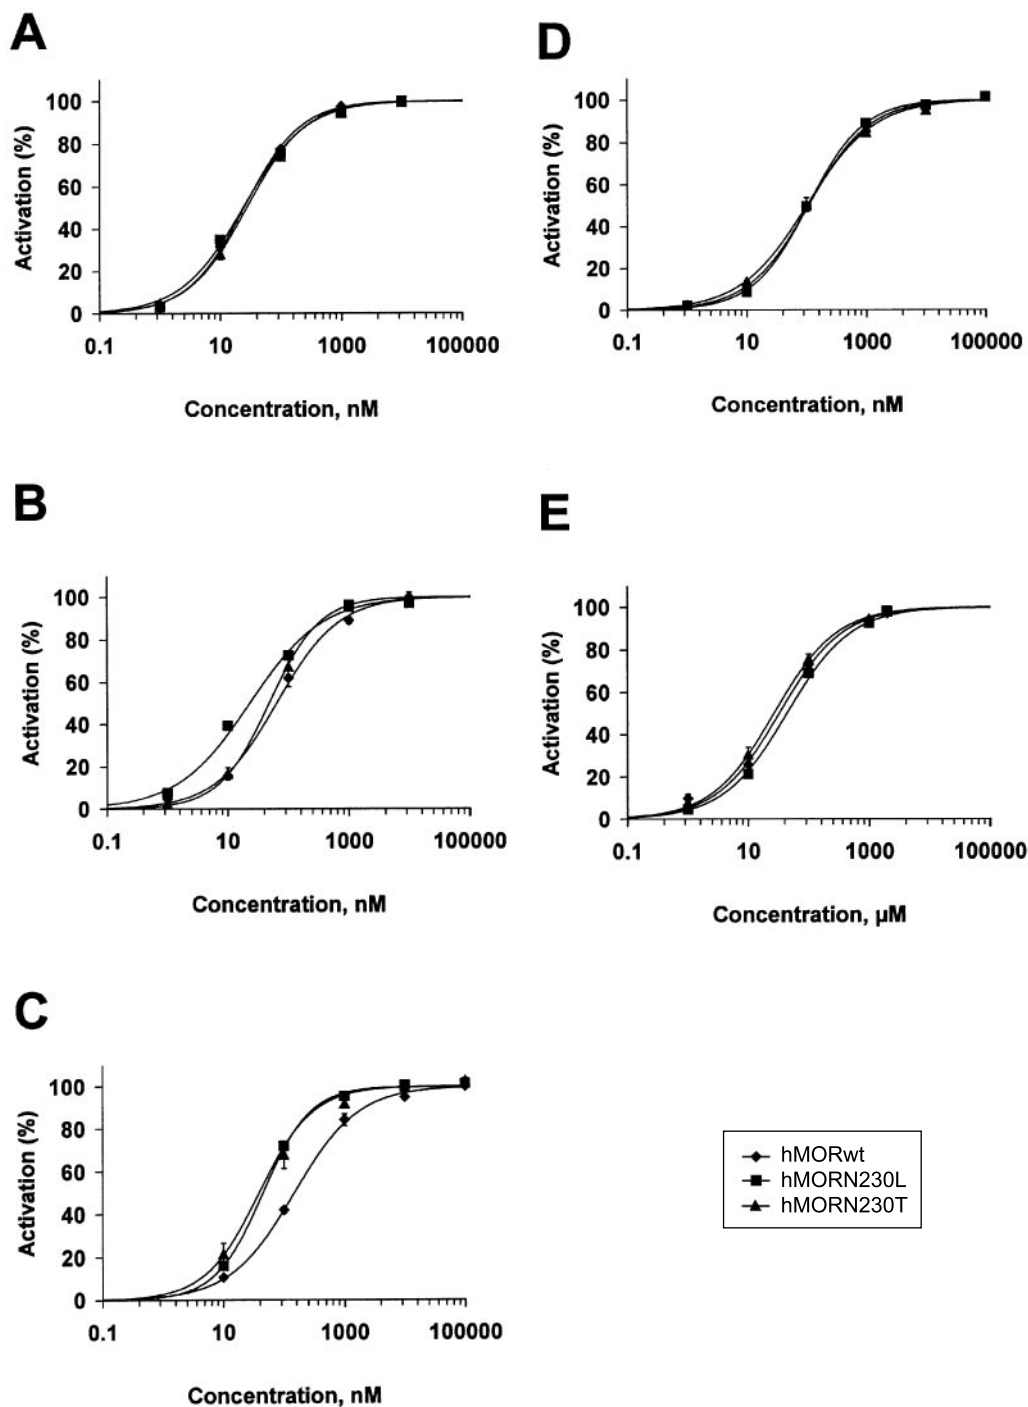 A
Activation (%)
100
80
60
40
20
0
0.1 10 1000 100000
Concentration, nM
B
Activation (%)
100
80
60
40
20
0
0.1 10 1000 100000
Concentration, nM
C
Activation (%)
100
80
60
40
20
0
0.1 10 1000 100000
Concentration, nM
D
Activation (%)
100
80
60
40
20
0
0.1 10 1000 100000
Concentration, nM
E
Activation (%)
100
80
60
40
20
0
0.1 10 1000 100000
Concentration, µM
hMORwt
hMORN230L
hMORN230T